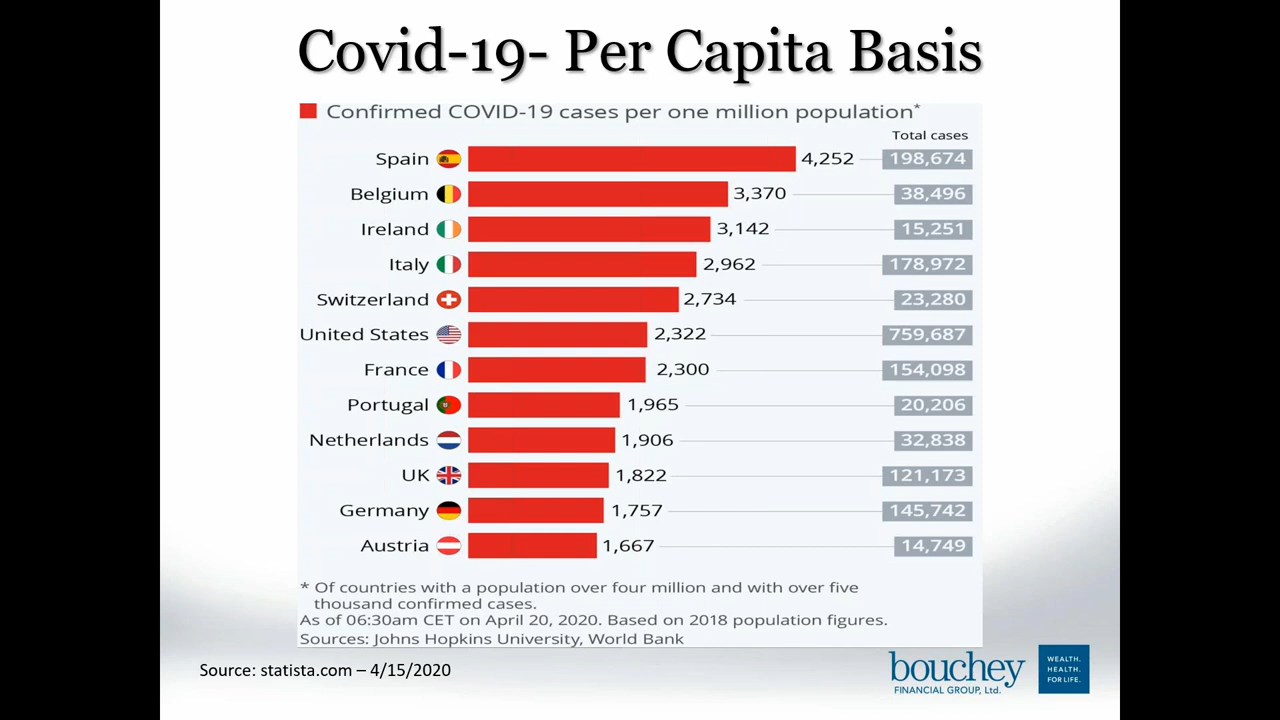 Covid-19- Per Capita Basis
Confirmed COVID-19 cases per one million population*
Total cases
Spain 4,252 198,674
Belgium 3,370 38,496
Ireland 3,142 15,251
Italy 2,962 178,972
Switzerland 2,734 23,280
United States 2,322 759,687
France 2,300 154,098
Portugal 1,965 20,206
Netherlands 1,906 32,838
UK 1,822 121,173
Germany 1,757 145,742
Austria 1,667 14,749
* Of countries with a population over four million and with over five
thousand confirmed cases.
As of 06:30am CET on April 20, 2020. Based on 2018 population figures.
Sources: Johns Hopkins University, World Bank
Source: statista.com – 4/15/2020
bouchey
FINANCIAL GROUP, Ltd.
WEALTH.
HEALTH.
FOR LIFE.